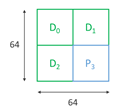 D₀ D₁
64
D₂ P₃
64